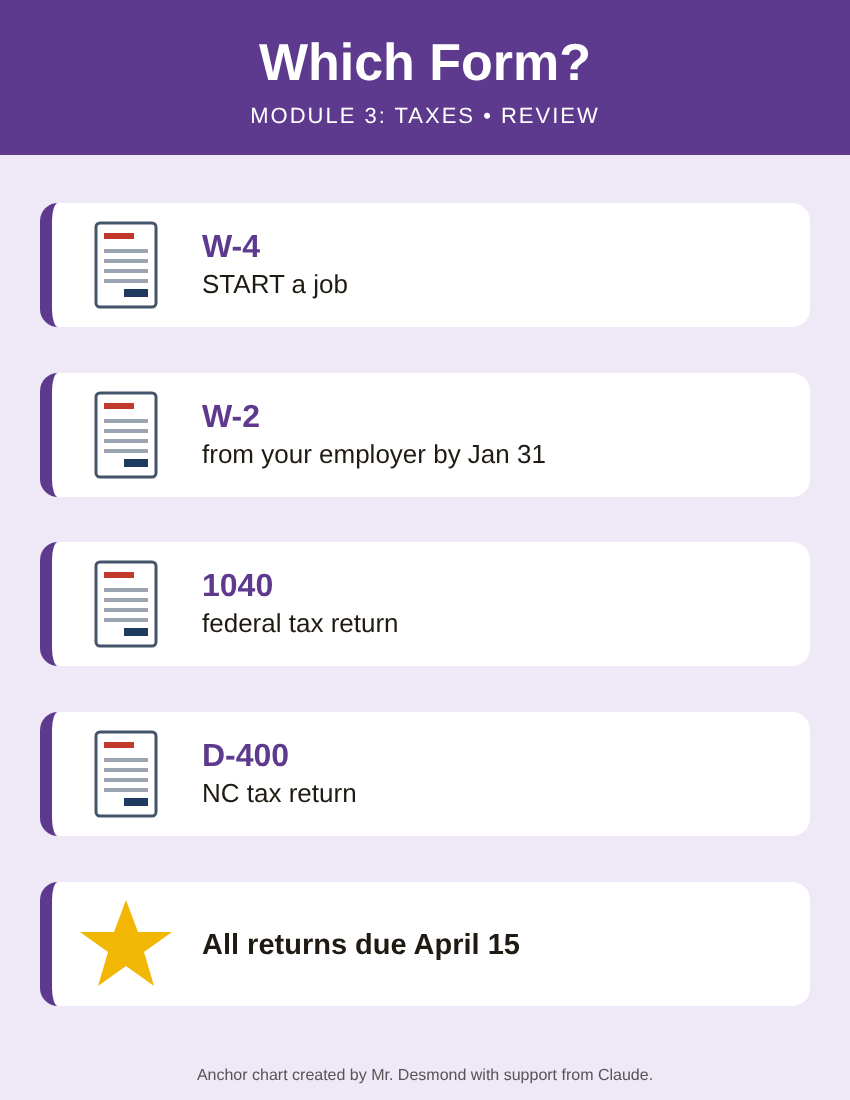 Which Form?
MODULE 3: TAXES • REVIEW
W-4
START a job
W-2
from your employer by Jan 31
1040
federal tax return
D-400
NC tax return
All returns due April 15
Anchor chart created by Mr. Desmond with support from Claude.